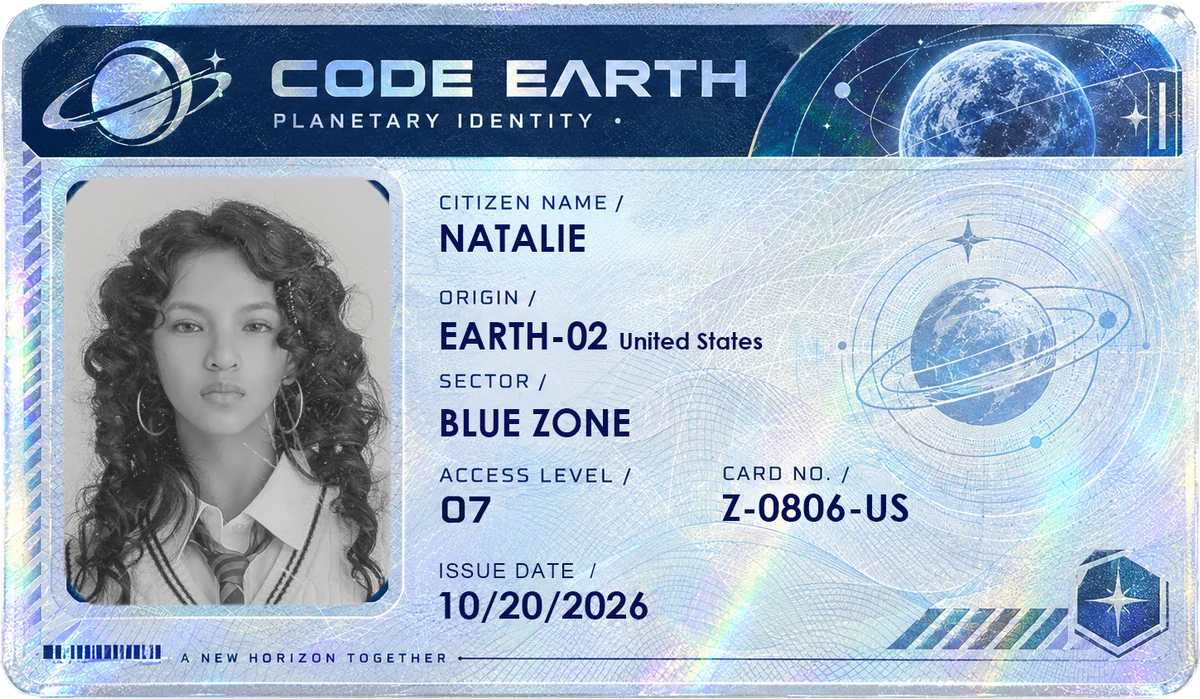 CODE EARTH
PLANETARY IDENTITY •
CITIZEN NAME /
NATALIE
ORIGIN /
EARTH-02 United States
SECTOR /
BLUE ZONE
ACCESS LEVEL /
07
CARD NO. /
Z-0806-US
ISSUE DATE /
10/20/2026
A NEW HORIZON TOGETHER